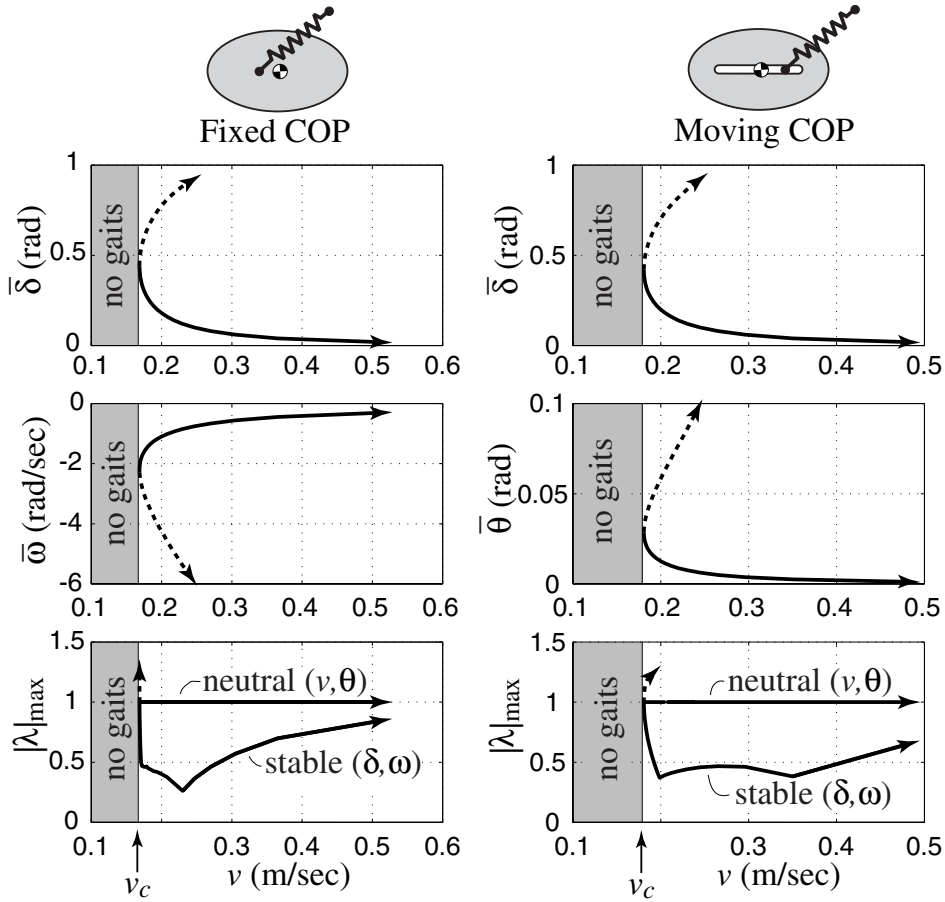 Fixed COP
Moving COP
1
0.5
0
δ̅ (rad)
no gaits
0.1 0.2 0.3 0.4 0.5 0.6
1
0.5
0
δ̅ (rad)
no gaits
0.1 0.2 0.3 0.4 0.5
0
-2
-4
-6
ω̅ (rad/sec)
no gaits
0.1 0.2 0.3 0.4 0.5 0.6
0.1
0.05
0
θ̅ (rad)
no gaits
0.1 0.2 0.3 0.4 0.5
1.5
1
0.5
0
|λ|max
no gaits
neutral (v,θ)
stable (δ,ω)
0.1 0.2 0.3 0.4 0.5 0.6
vc
v (m/sec)
1.5
1
0.5
0
|λ|max
no gaits
neutral (v,θ)
stable (δ,ω)
0.1 0.2 0.3 0.4 0.5
vc
v (m/sec)